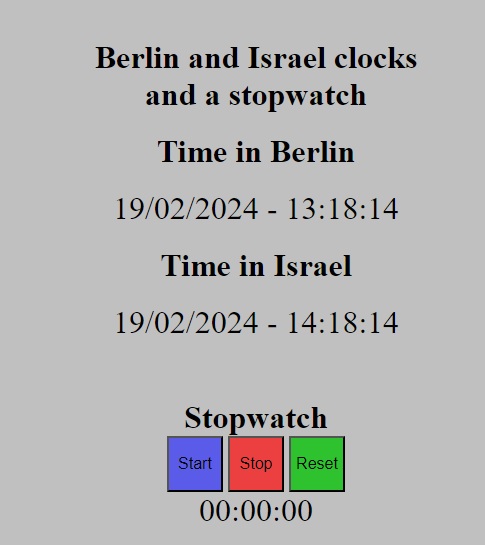 Berlin and Israel clocks
and a stopwatch
Time in Berlin
19/02/2024 - 13:18:14
Time in Israel
19/02/2024 - 14:18:14
Stopwatch
Start Stop Reset
00:00:00